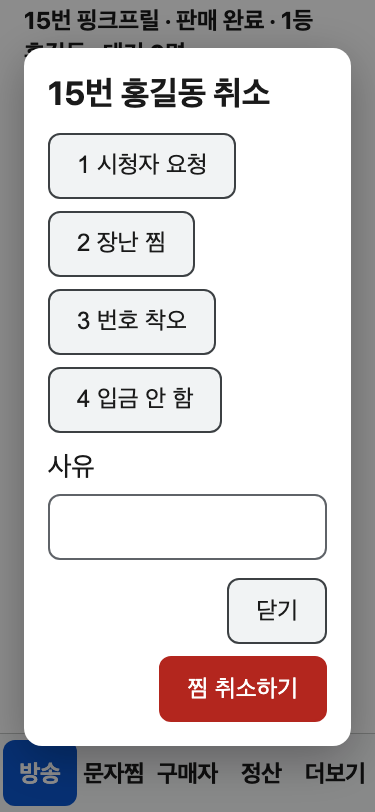 15번 핑크프릴 · 판매 완료 · 1등
15번 홍길동 취소
1 시청자 요청
2 장난 찜
3 번호 착오
4 입금 안 함
사유
닫기
찜 취소하기
방송 문자찜 구매자 정산 더보기